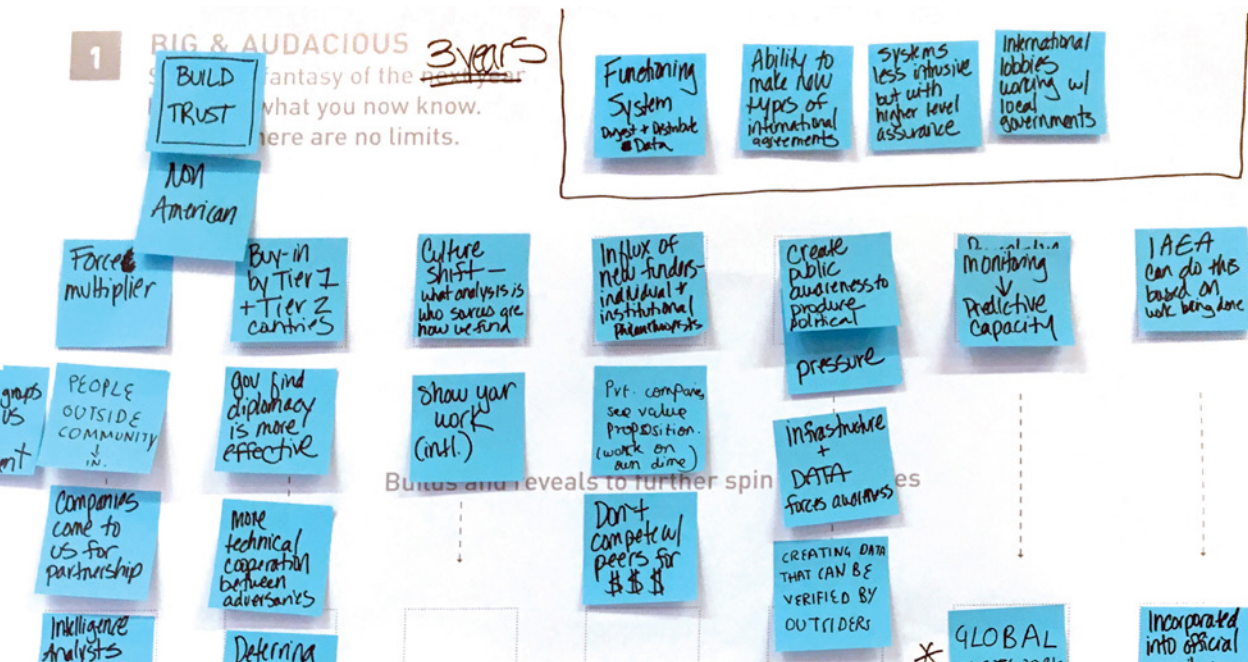 1
BIG & AUDACIOUS
3 years
fantasy of the next year
what you now know.
here are no limits.
BUILD
TRUST
Non
American
Functioning
System
Digest + Distribute
Data
Ability to
make new
types of
international
agreements
Systems
less intrusive
but with
higher level
assurance
International
lobbies
working w/
local
governments
Force
multiplier
Buy-in
by Tier 1
+ Tier 2
countries
Culture
Shift —
what analysis is
who sources are
how we find
Influx of
new funders-
individual +
institutional
Philanthropists
Create
public
awareness to
produce
political
pressure
monitoring
↓
Predictive
Capacity
IAEA
can do this
based on
work being done
groups
us
PEOPLE
OUTSIDE
COMMUNITY
↓
IN.
gov find
diplomacy
is more
effective
Show your
work
(intl.)
Pvt. companies
see value
proposition.
(work on
own dime)
infrastructure
+
DATA
forces awareness
Builds and reveals to further spin
es
Companies
come to
us for
partnership
more
technical
cooperation
between
adversaries
Don't
compete w/
peers for
$$$
CREATING DATA
THAT CAN BE
VERIFIED BY
OUTSIDERS
Intelligence
Analysts
Deterring
* GLOBAL
Incorporated
into official